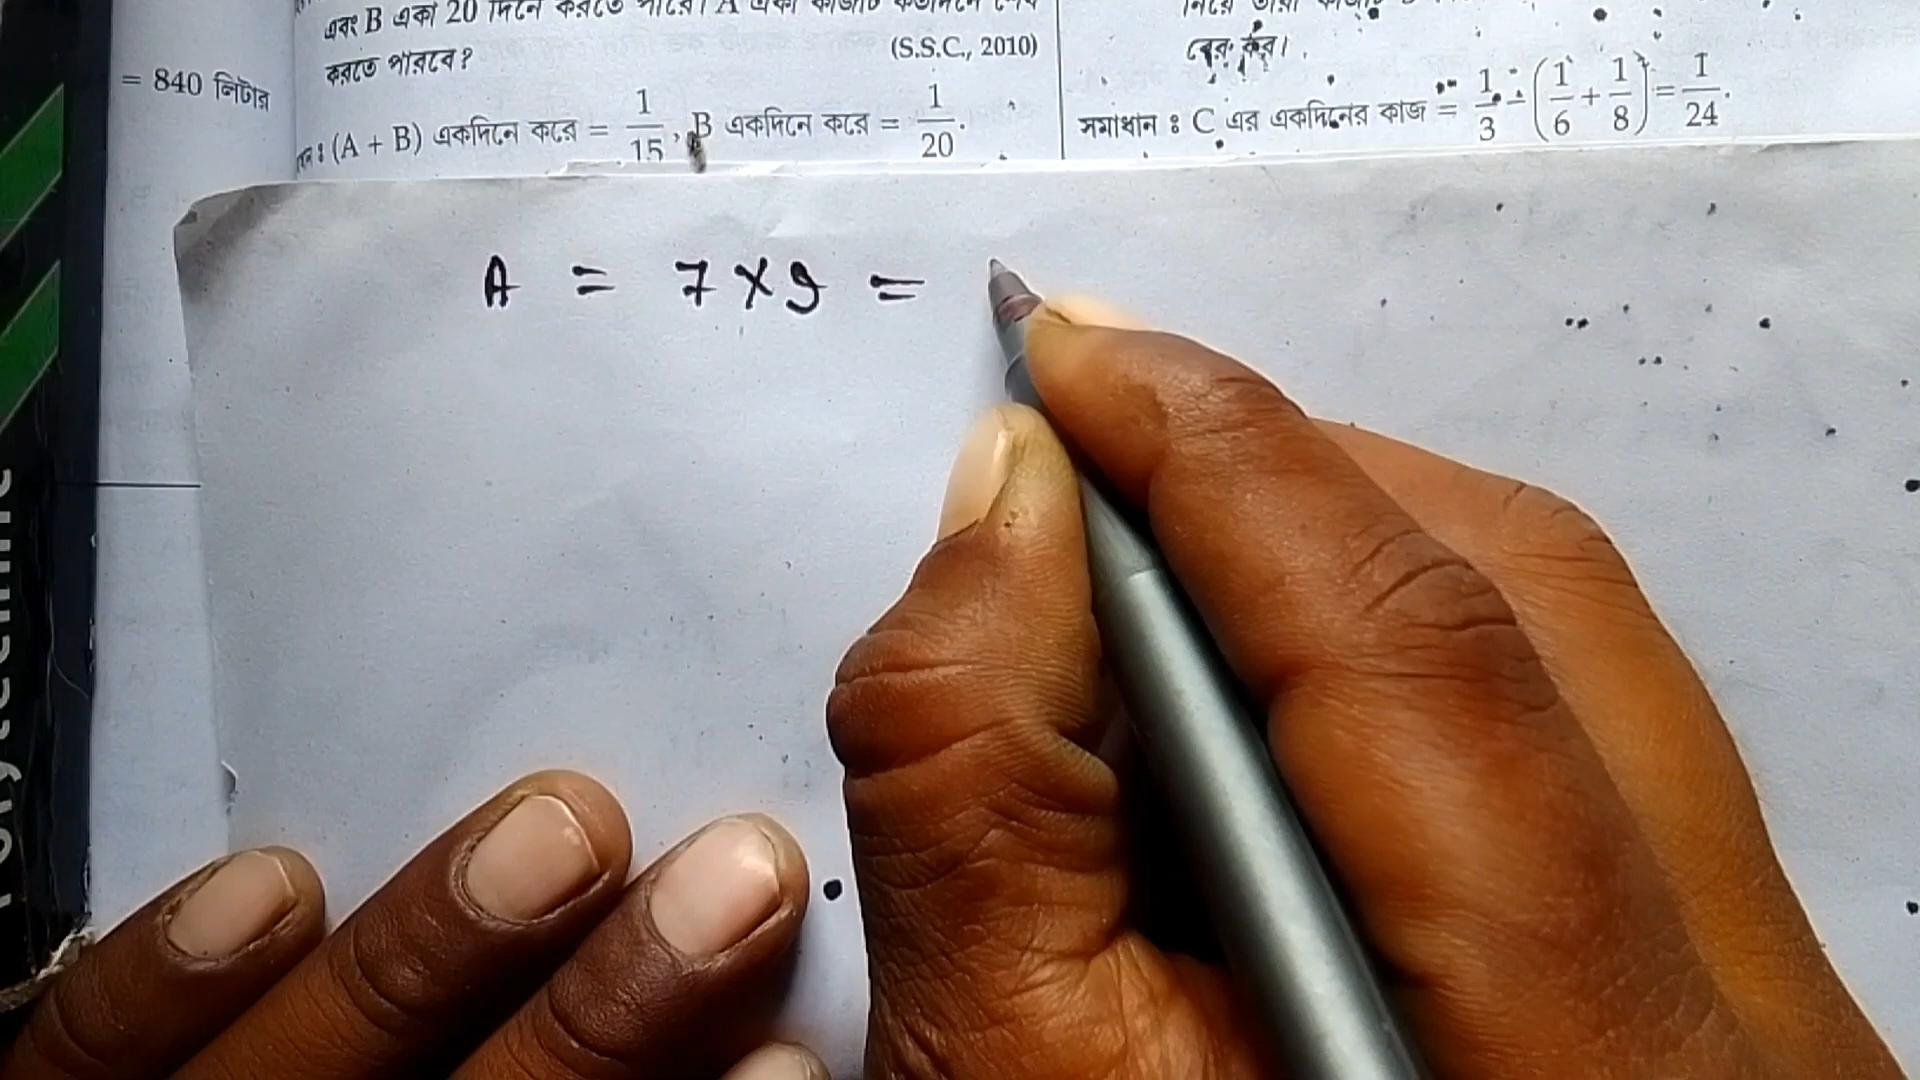 = 840 লিটার
এবং B একা 20 দিনে করতে পারে। A একা কাজটি কতদিনে শেষ
করতে পারবে?
(S.S.C., 2010)
: (A + B) একদিনে করে = 1/15, B একদিনে করে = 1/20.
বের কর।
সমাধান : C এর একদিনের কাজ = 1/3 - (1/6 + 1/8) = 1/24.
A = 7 x 9 =